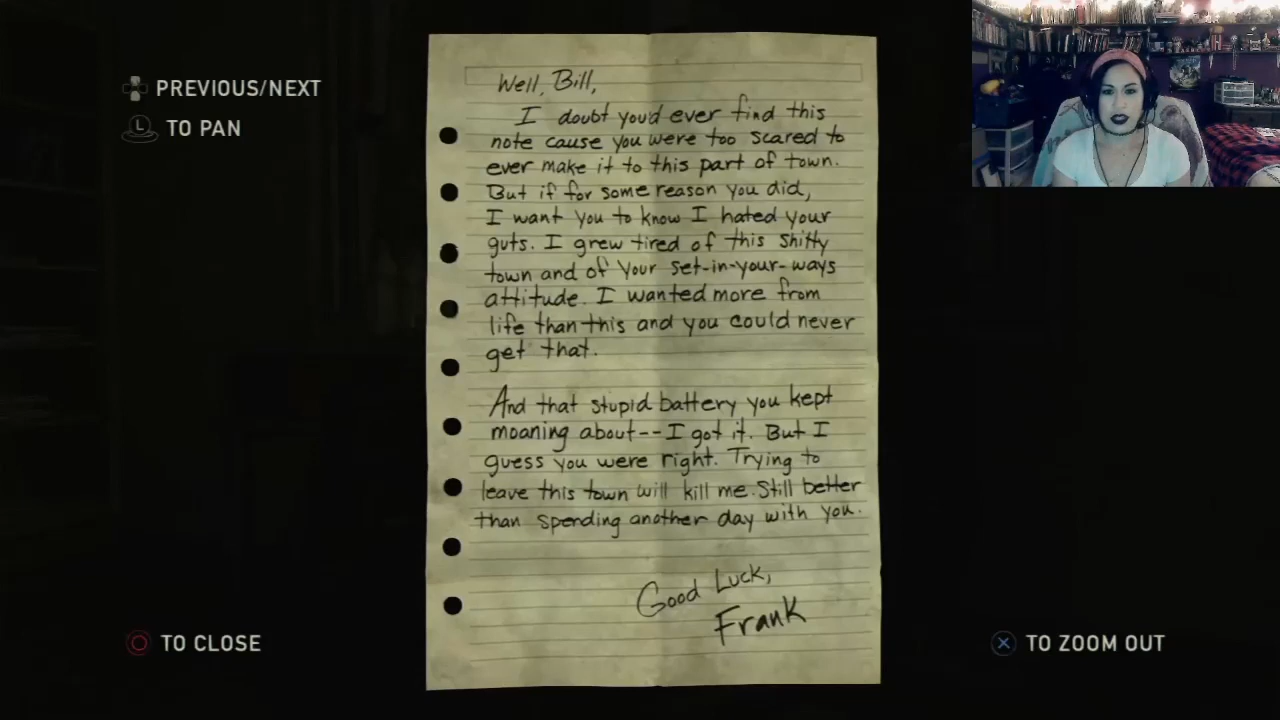 PREVIOUS/NEXT
L TO PAN
Well, Bill,
I doubt you'd ever find this
note cause you were too scared to
ever make it to this part of town.
But if for some reason you did,
I want you to know I hated your
guts. I grew tired of this shitty
town and of your set-in-your-ways
attitude. I wanted more from
life than this and you could never
get that.
And that stupid battery you kept
moaning about--I got it. But I
guess you were right. Trying to
leave this town will kill me. Still better
than spending another day with you.
Good Luck,
Frank
TO CLOSE
TO ZOOM OUT